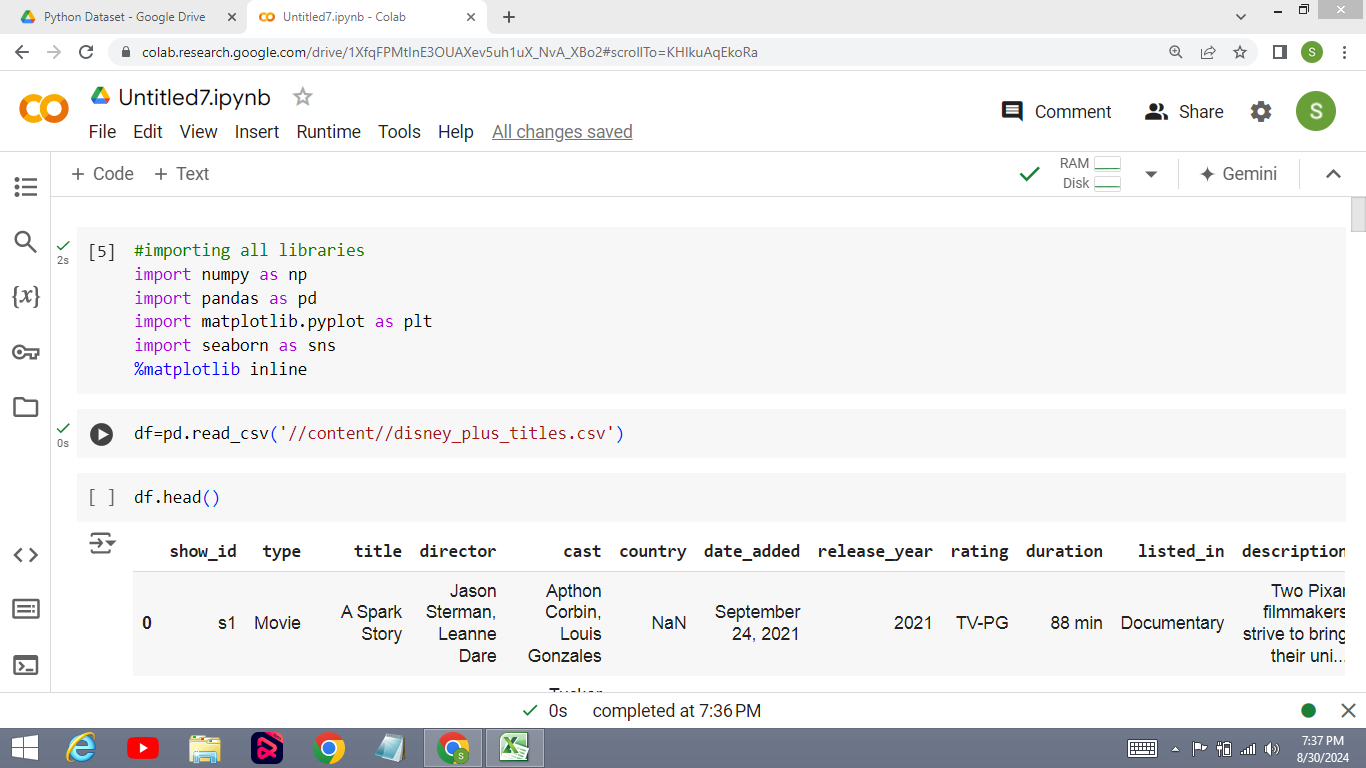 Python Dataset - Google Drive
Untitled7.ipynb - Colab
colab.research.google.com/drive/1XfqFPMtInE3OUAXev5uh1uX_NvA_XBo2#scrollTo=KHIkuAqEkoRa
S
CO
Untitled7.ipynb
Comment
Share
S
File Edit View Insert Runtime Tools Help All changes saved
+ Code + Text
RAM
Disk
Gemini
[5] #importing all libraries
2s
import numpy as np
import pandas as pd
import matplotlib.pyplot as plt
import seaborn as sns
%matplotlib inline
{x}
0s
df=pd.read_csv('//content//disney_plus_titles.csv')
[ ] df.head()
show_id type title director cast country date_added release_year rating duration listed_in description
0 s1 Movie A Spark Story Jason Sterman, Leanne Dare Apthon Corbin, Louis Gonzales NaN September 24, 2021 2021 TV-PG 88 min Documentary Two Pixar filmmakers strive to bring their uni...
0s completed at 7:36 PM
7:37 PM
8/30/2024